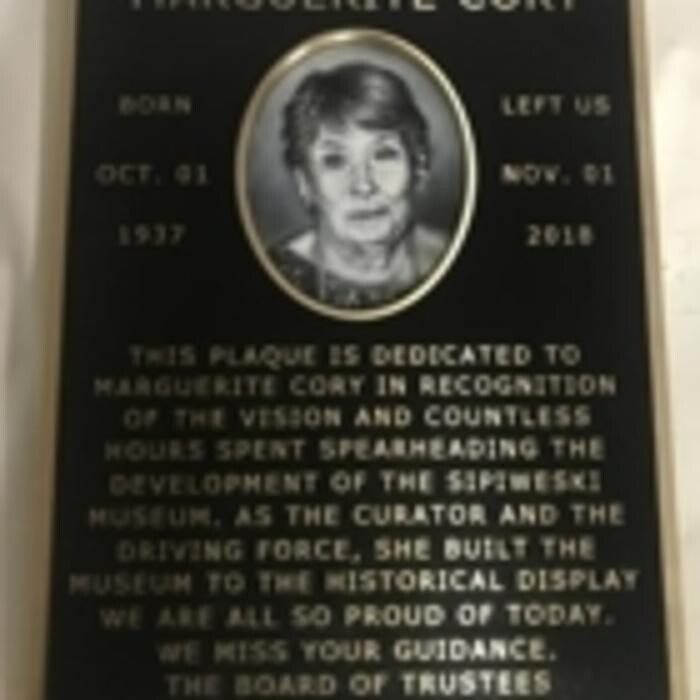 MARGUERITE CORY
BORN
OCT. 01
1937
LEFT US
NOV. 01
2018
THIS PLAQUE IS DEDICATED TO
MARGUERITE CORY IN RECOGNITION
OF THE VISION AND COUNTLESS
HOURS SPENT SPEARHEADING THE
DEVELOPMENT OF THE SIPIWESKI
MUSEUM. AS THE CURATOR AND THE
DRIVING FORCE, SHE BUILT THE
MUSEUM TO THE HISTORICAL DISPLAY
WE ARE ALL SO PROUD OF TODAY.
WE MISS YOUR GUIDANCE.
THE BOARD OF TRUSTEES